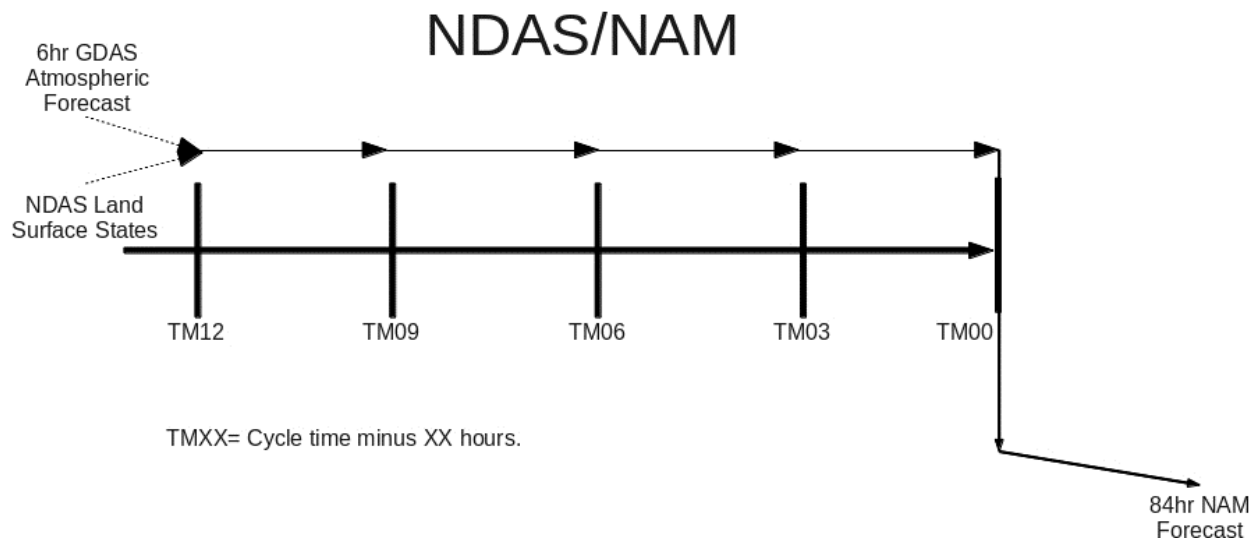 NDAS/NAM
6hr GDAS
Atmospheric
Forecast
NDAS Land
Surface States
TM12
TM09
TM06
TM03
TM00
TMXX= Cycle time minus XX hours.
84hr NAM
Forecast